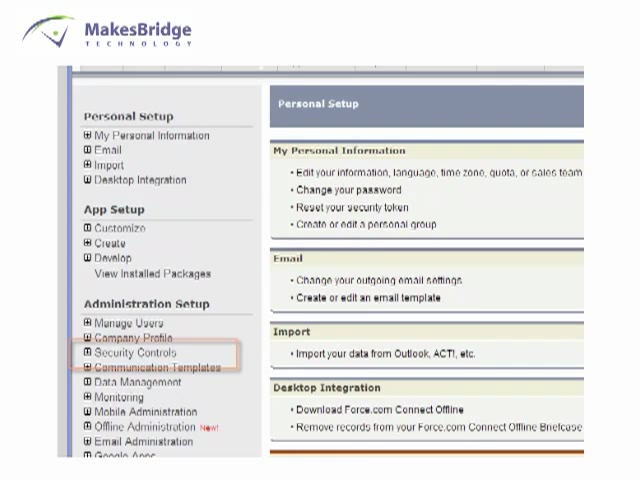 MakesBridge
TECHNOLOGY
Personal Setup
My Personal Information
Email
Import
Desktop Integration
App Setup
Customize
Create
Develop
View Installed Packages
Administration Setup
Manage Users
Company Profile
Security Controls
Communication Templates
Data Management
Monitoring
Mobile Administration
Offline Administration New!
Email Administration
Google Apps
Personal Setup
My Personal Information
• Edit your information, language, time zone, quota, or sales team
• Change your password
• Reset your security token
• Create or edit a personal group
Email
• Change your outgoing email settings
• Create or edit an email template
Import
• Import your data from Outlook, ACT!, etc.
Desktop Integration
• Download Force.com Connect Offline
• Remove records from your Force.com Connect Offline Briefcase